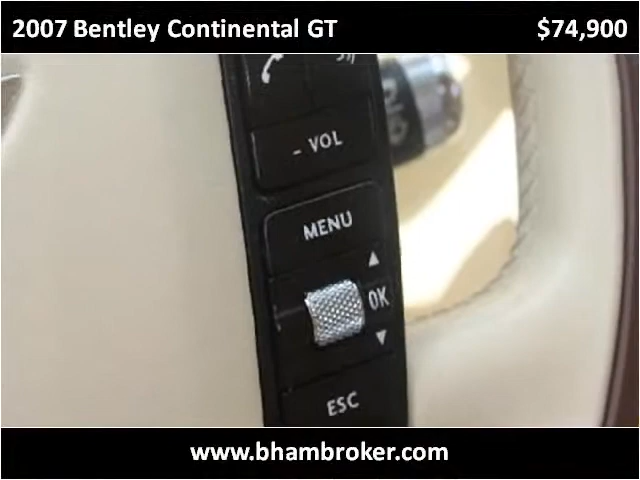 2007 Bentley Continental GT $74,900
- VOL
MENU
▲
OK
▼
ESC
www.bhambroker.com